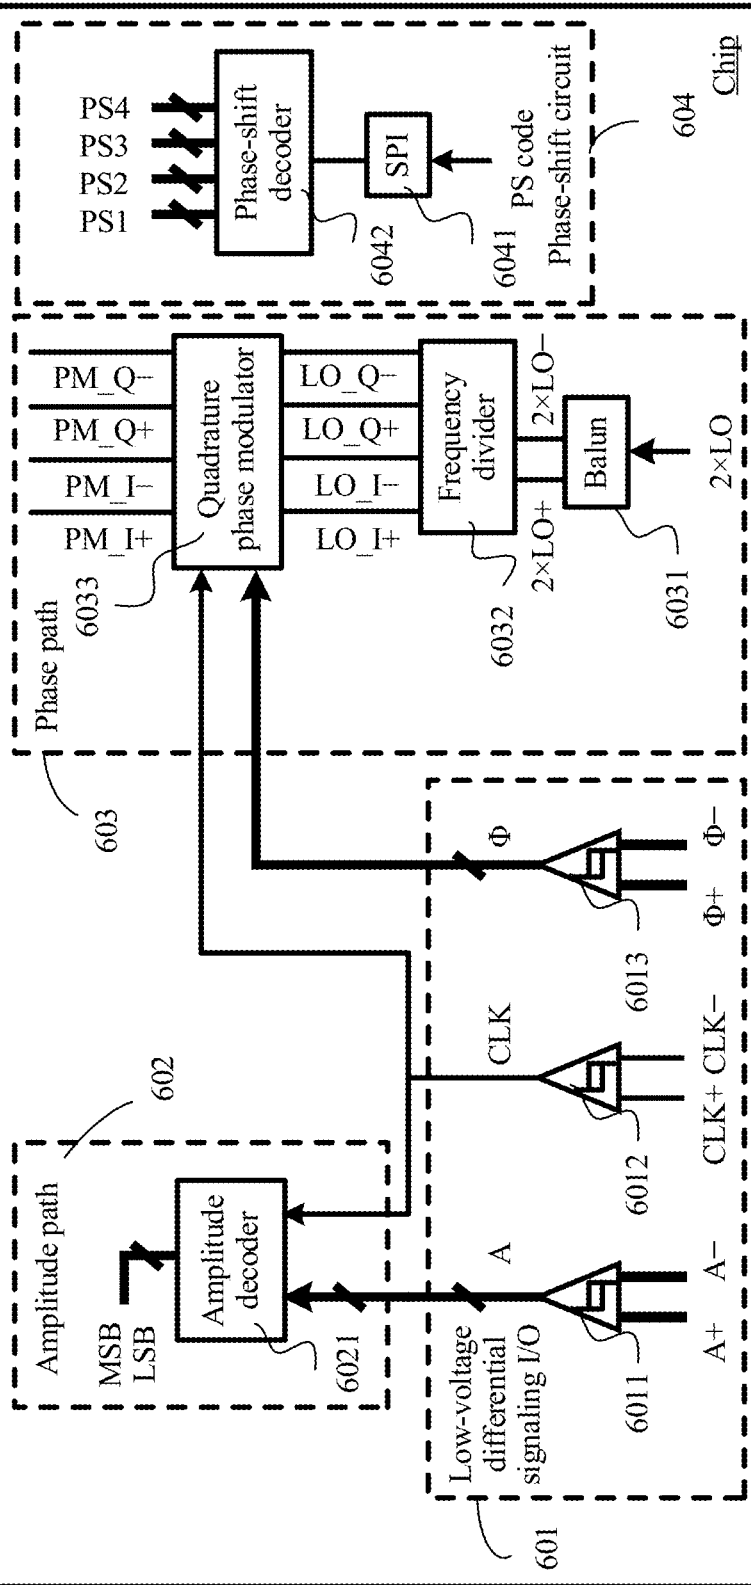 Chip
604
PS4
PS3
PS2
PS1
Phase-shift
decoder
6042
SPI
6041
PS code
Phase-shift circuit
Phase path
603
PM_Q−
PM_Q+
PM_I−
PM_I+
Quadrature
phase modulator
6033
LO_Q−
LO_Q+
LO_I−
LO_I+
Frequency
divider
6032
2×LO−
2×LO+
Balun
6031
2×LO
Amplitude path
602
MSB
LSB
Amplitude
decoder
6021
Low-voltage
differential
signaling I/O
601
A
6011
A+
A−
CLK
6012
CLK+
CLK−
Φ
6013
Φ+
Φ−